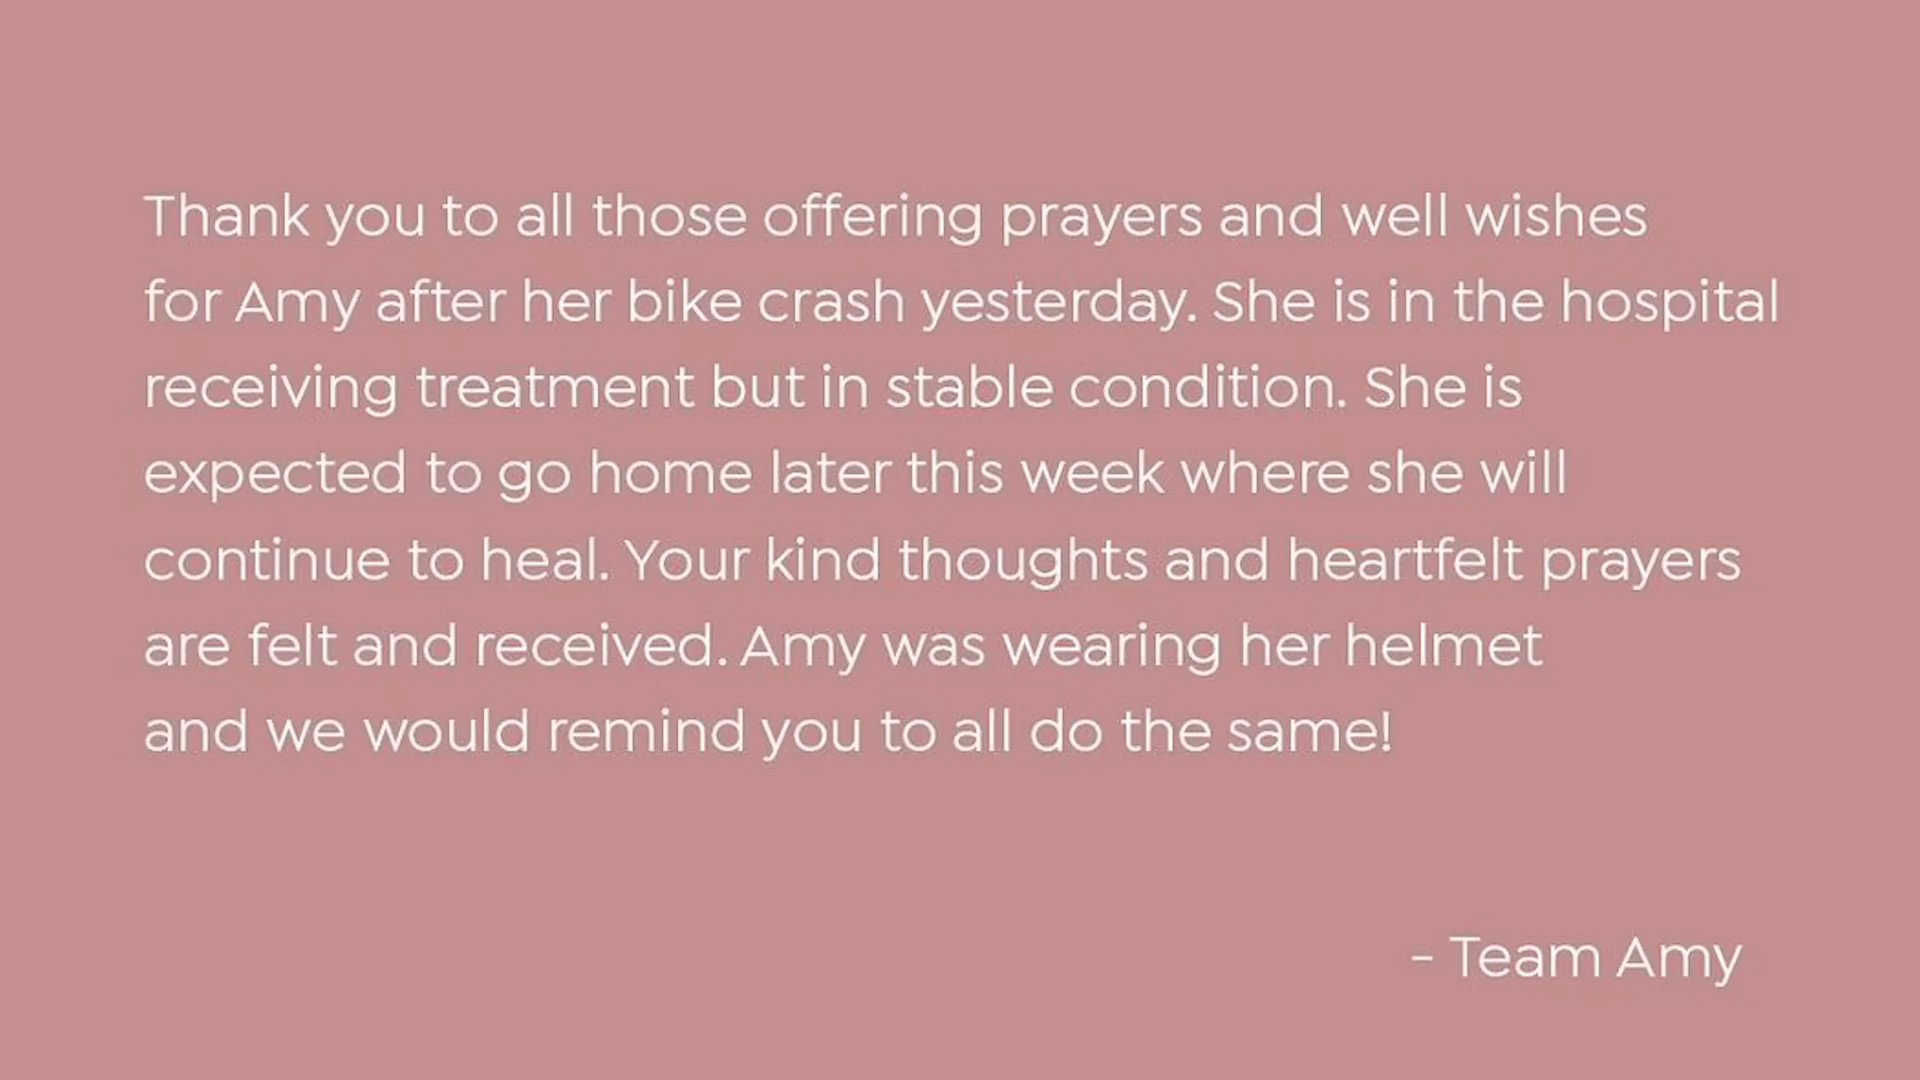 Thank you to all those offering prayers and well wishes
for Amy after her bike crash yesterday. She is in the hospital
receiving treatment but in stable condition. She is
expected to go home later this week where she will
continue to heal. Your kind thoughts and heartfelt prayers
are felt and received. Amy was wearing her helmet
and we would remind you to all do the same!
- Team Amy